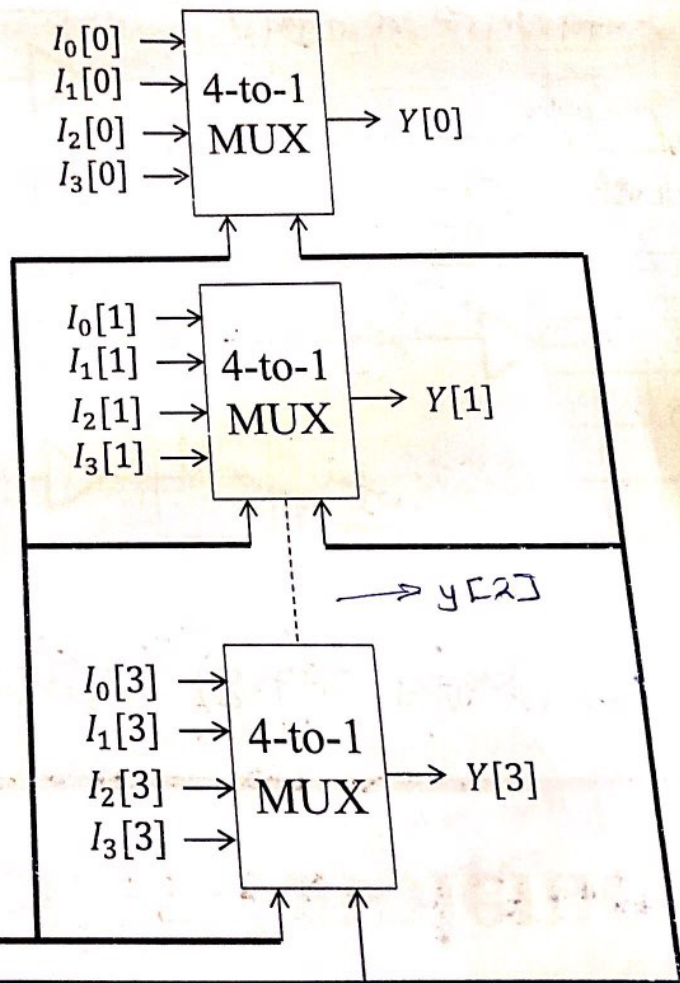 I₀[0]
I₁[0]
I₂[0]
I₃[0]
4-to-1
MUX
Y[0]
I₀[1]
I₁[1]
I₂[1]
I₃[1]
4-to-1
MUX
Y[1]
y[2]
I₀[3]
I₁[3]
I₂[3]
I₃[3]
4-to-1
MUX
Y[3]